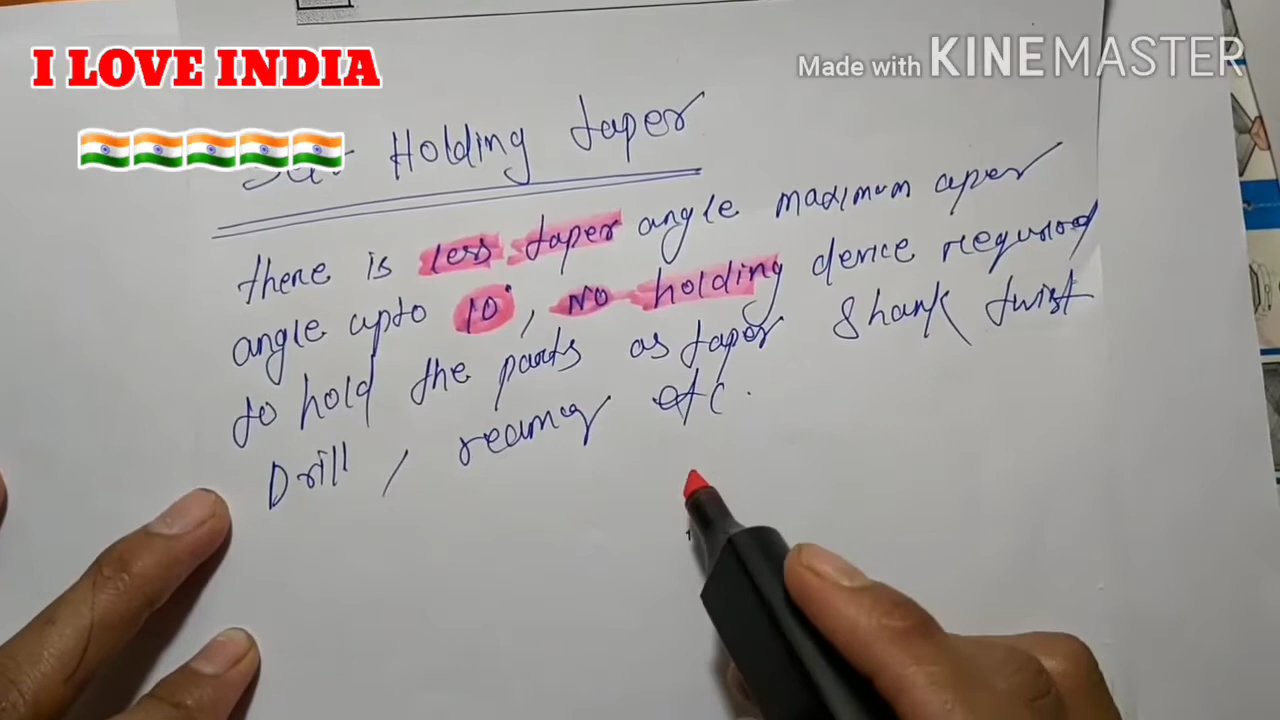 I LOVE INDIA
Made with KINEMASTER
Holding taper
there is less taper angle maximum aper
angle upto 10°, No holding device required
to hold the parts as taper Shank twist
Drill, reamer etc.